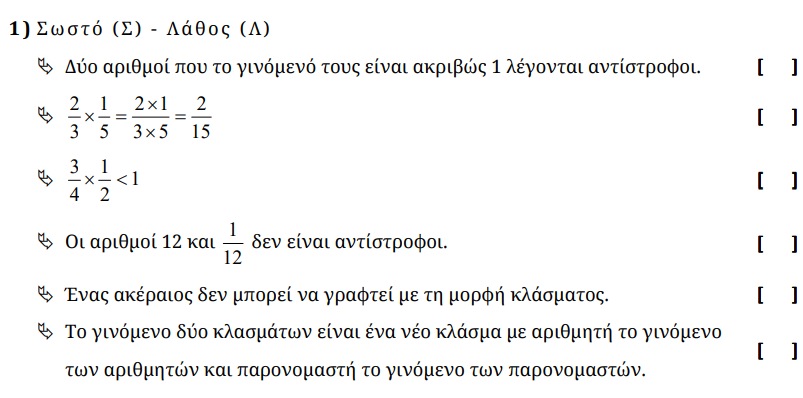 1) Σωστό (Σ) - Λάθος (Λ)
Δύο αριθμοί που το γινόμενό τους είναι ακριβώς 1 λέγονται αντίστροφοι. [ ]
2/3 × 1/5 = 2×1/3×5 = 2/15 [ ]
3/4 × 1/2 < 1 [ ]
Οι αριθμοί 12 και 1/12 δεν είναι αντίστροφοι. [ ]
Ένας ακέραιος δεν μπορεί να γραφτεί με τη μορφή κλάσματος. [ ]
Το γινόμενο δύο κλασμάτων είναι ένα νέο κλάσμα με αριθμητή το γινόμενο
των αριθμητών και παρονομαστή το γινόμενο των παρονομαστών. [ ]